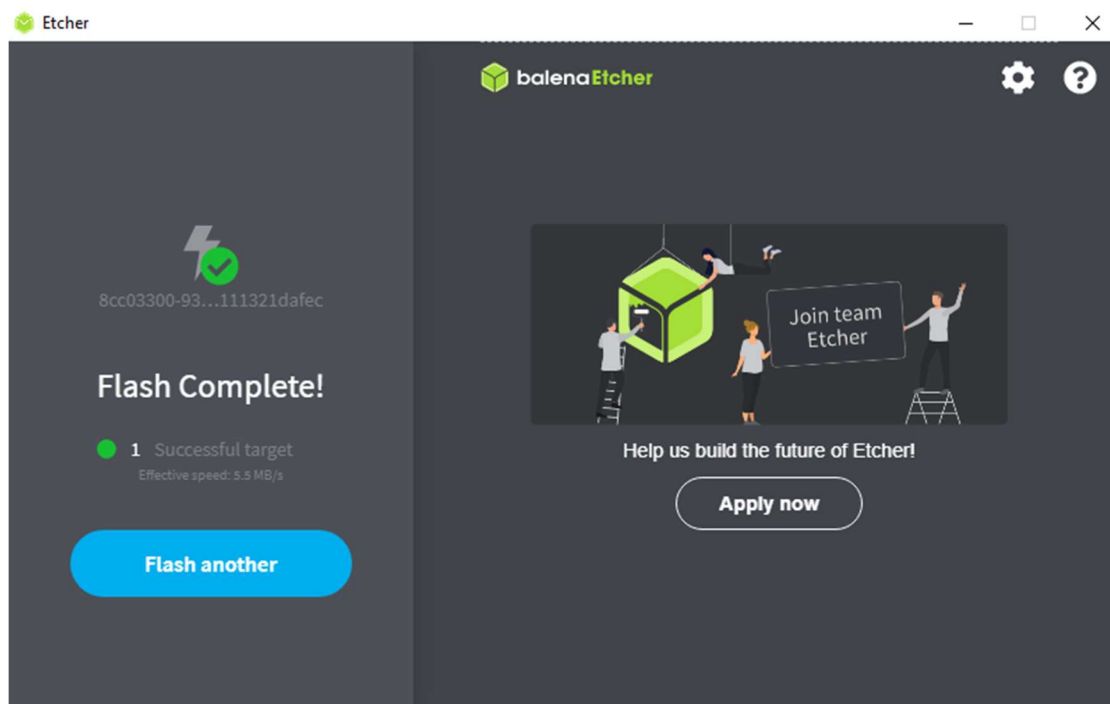 Etcher
balenaEtcher
8cc03300-93...111321dafec
Flash Complete!
1 Successful target
Effective speed: 5.5 MB/s
Flash another
Join team
Etcher
Help us build the future of Etcher!
Apply now